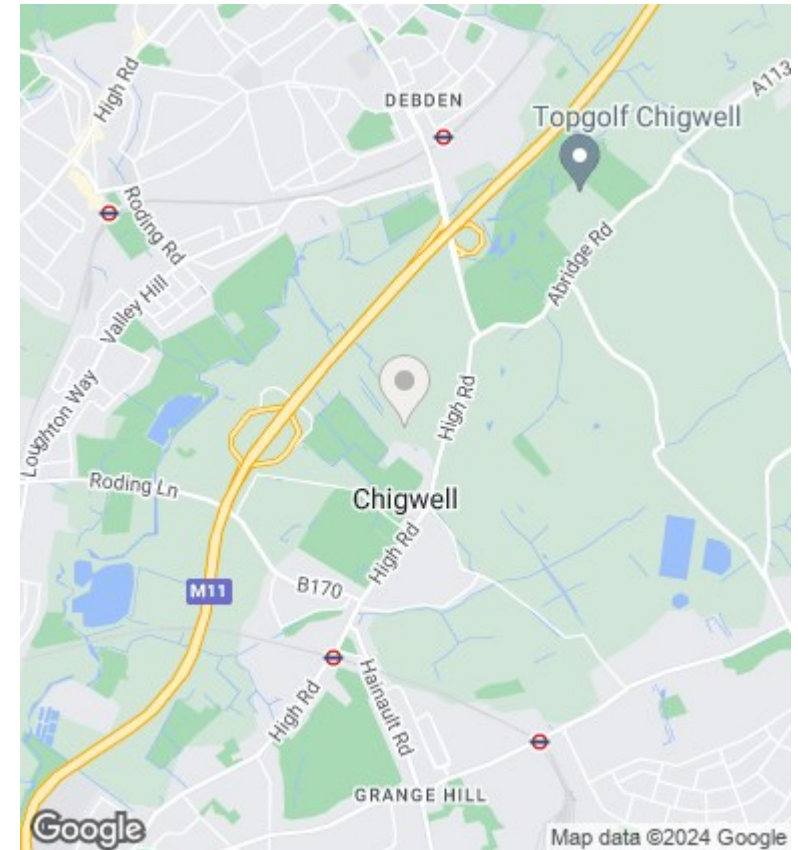 High Rd
DEBDEN
A113
Topgolf Chigwell
Roding Rd
Abridge Rd
Valley Hill
Loughton Way
High Rd
Roding Ln
Chigwell
High Rd
B170
M11
High Rd
Hainault Rd
GRANGE HILL
Google
Map data ©2024 Google